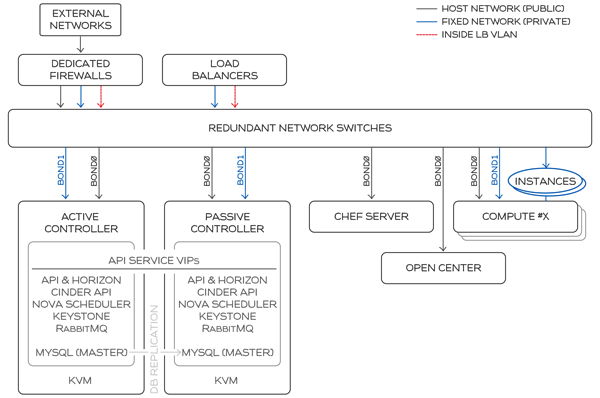 EXTERNAL
NETWORKS
HOST NETWORK (PUBLIC)
FIXED NETWORK (PRIVATE)
INSIDE LB VLAN
DEDICATED
FIREWALLS
LOAD
BALANCERS
REDUNDANT NETWORK SWITCHES
BOND1
BOND0
BOND0
BOND1
BOND0
BOND0
BOND0
BOND1
INSTANCES
ACTIVE
CONTROLLER
PASSIVE
CONTROLLER
CHEF SERVER
COMPUTE #X
OPEN CENTER
API SERVICE VIPs
API & HORIZON
CINDER API
NOVA SCHEDULER
KEYSTONE
RABBITMQ
MYSQL (MASTER)
KVM
DB REPLICATION
API & HORIZON
CINDER API
NOVA SCHEDULER
KEYSTONE
RABBITMQ
MYSQL (MASTER)
KVM